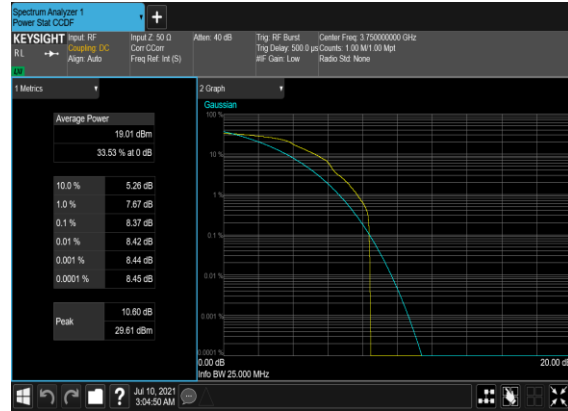 Spectrum Analyzer 1
Power Stat CCDF
+
KEYSIGHT Input: RF Input Z: 50 Ω Atten: 40 dB Trig: RF Burst Center Freq: 3.750000000 GHz
RL Coupling: DC Corr CCorr Trig Delay: 500.0 µs Counts: 1.00 M/1.00 Mpt
Align: Auto Freq Ref: Int (S) #IF Gain: Low Radio Std: None
1 Metrics
2 Graph
Average Power
19.01 dBm
33.53 % at 0 dB
10.0 % 5.26 dB
1.0 % 7.67 dB
0.1 % 8.37 dB
0.01 % 8.42 dB
0.001 % 8.44 dB
0.0001 % 8.45 dB
Peak
10.60 dB
29.61 dBm
Gaussian
100 %
10 %
1 %
0.1 %
0.01 %
0.001 %
0.0001 %
0.00 dB 20.00 dB
Info BW 25.000 MHz
?
Jul 10, 2021
3:04:50 AM